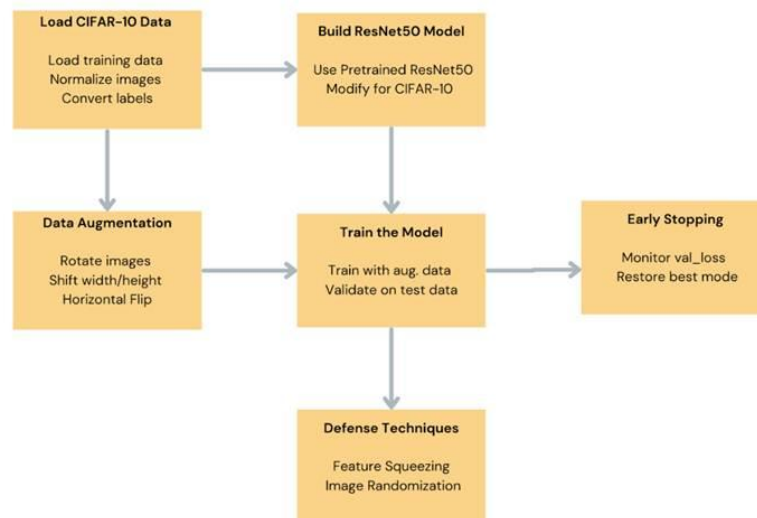 Load CIFAR-10 Data
Load training data
Normalize images
Convert labels
Build ResNet50 Model
Use Pretrained ResNet50
Modify for CIFAR-10
Data Augmentation
Rotate images
Shift width/height
Horizontal Flip
Train the Model
Train with aug. data
Validate on test data
Early Stopping
Monitor val_loss
Restore best mode
Defense Techniques
Feature Squeezing
Image Randomization